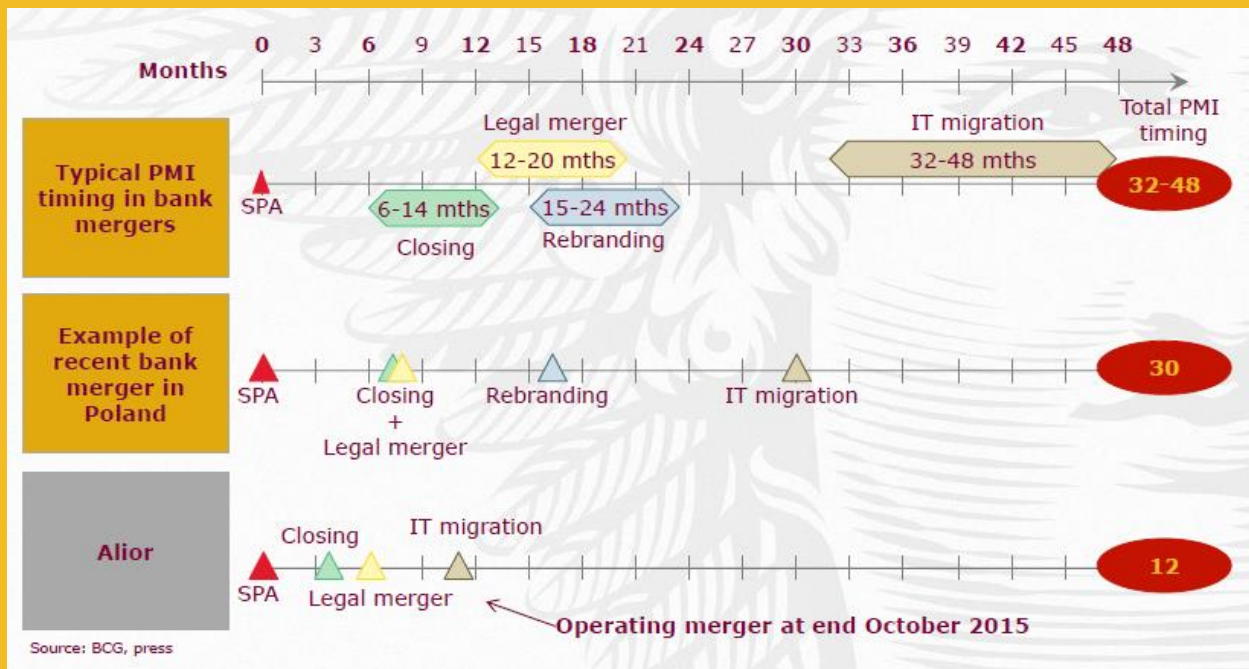 0 3 6 9 12 15 18 21 24 27 30 33 36 39 42 45 48
Months
Total PMI
timing
Typical PMI
timing in bank
mergers
SPA
Legal merger
12-20 mths
6-14 mths
Closing
15-24 mths
Rebranding
IT migration
32-48 mths
32-48
Example of
recent bank
merger in
Poland
SPA
Closing
+
Legal merger
Rebranding
IT migration
30
Alior
SPA
Closing
Legal merger
IT migration
12
Operating merger at end October 2015
Source: BCG, press